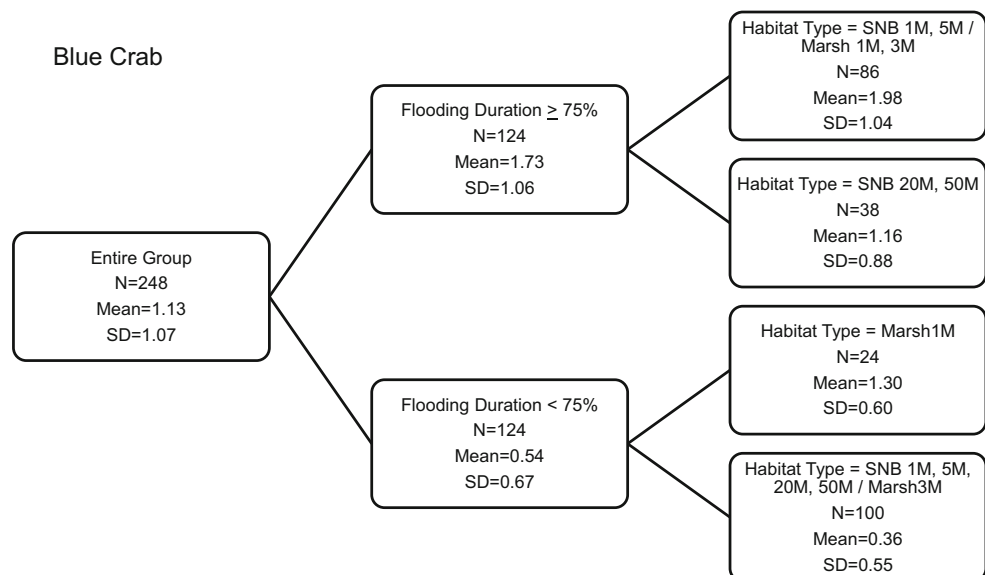 Blue Crab
Entire Group
N=248
Mean=1.13
SD=1.07
Flooding Duration ≥ 75%
N=124
Mean=1.73
SD=1.06
Flooding Duration < 75%
N=124
Mean=0.54
SD=0.67
Habitat Type = SNB 1M, 5M /
Marsh 1M, 3M
N=86
Mean=1.98
SD=1.04
Habitat Type = SNB 20M, 50M
N=38
Mean=1.16
SD=0.88
Habitat Type = Marsh1M
N=24
Mean=1.30
SD=0.60
Habitat Type = SNB 1M, 5M,
20M, 50M / Marsh3M
N=100
Mean=0.36
SD=0.55